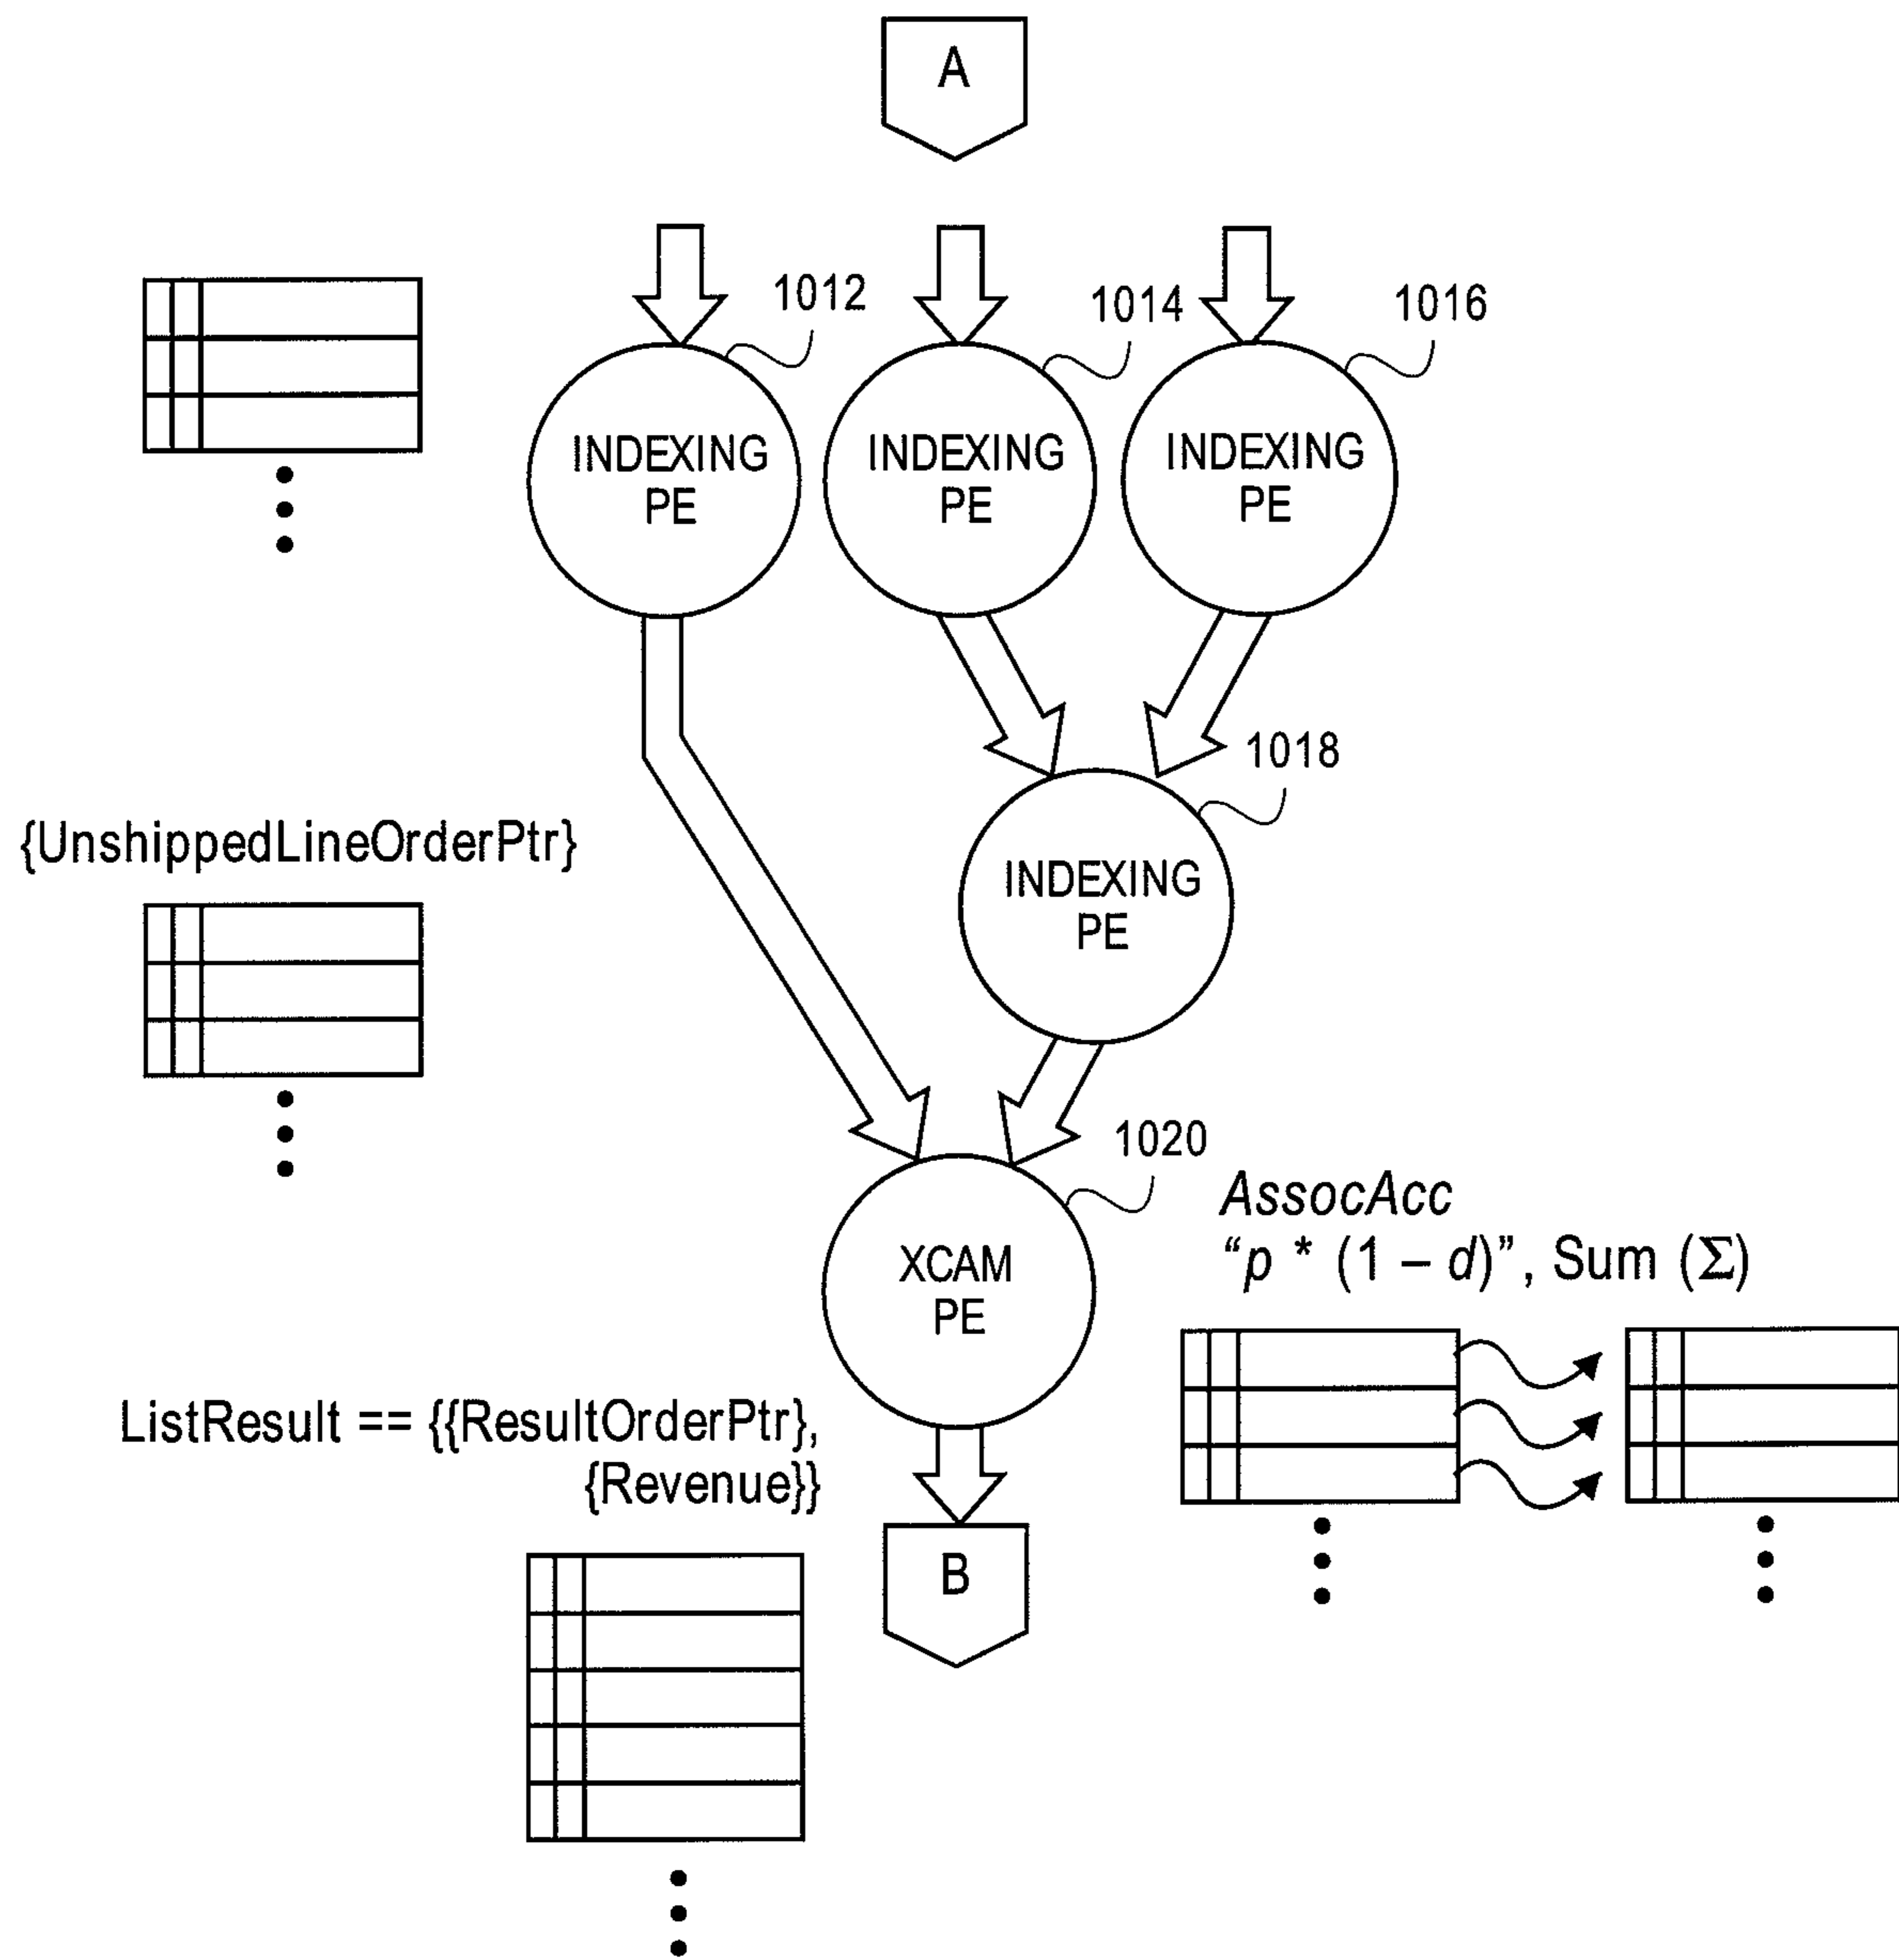 A
1012
1014
1016
INDEXING
PE
INDEXING
PE
INDEXING
PE
1018
{UnshippedLineOrderPtr}
INDEXING
PE
1020
AssocAcc
“p * (1 – d)”, Sum (Σ)
XCAM
PE
ListResult == {{ResultOrderPtr},
{Revenue}}
B